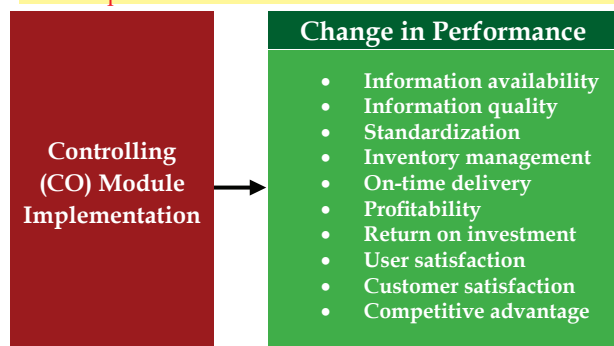 Controlling
(CO) Module
Implementation
Change in Performance
• Information availability
• Information quality
• Standardization
• Inventory management
• On-time delivery
• Profitability
• Return on investment
• User satisfaction
• Customer satisfaction
• Competitive advantage